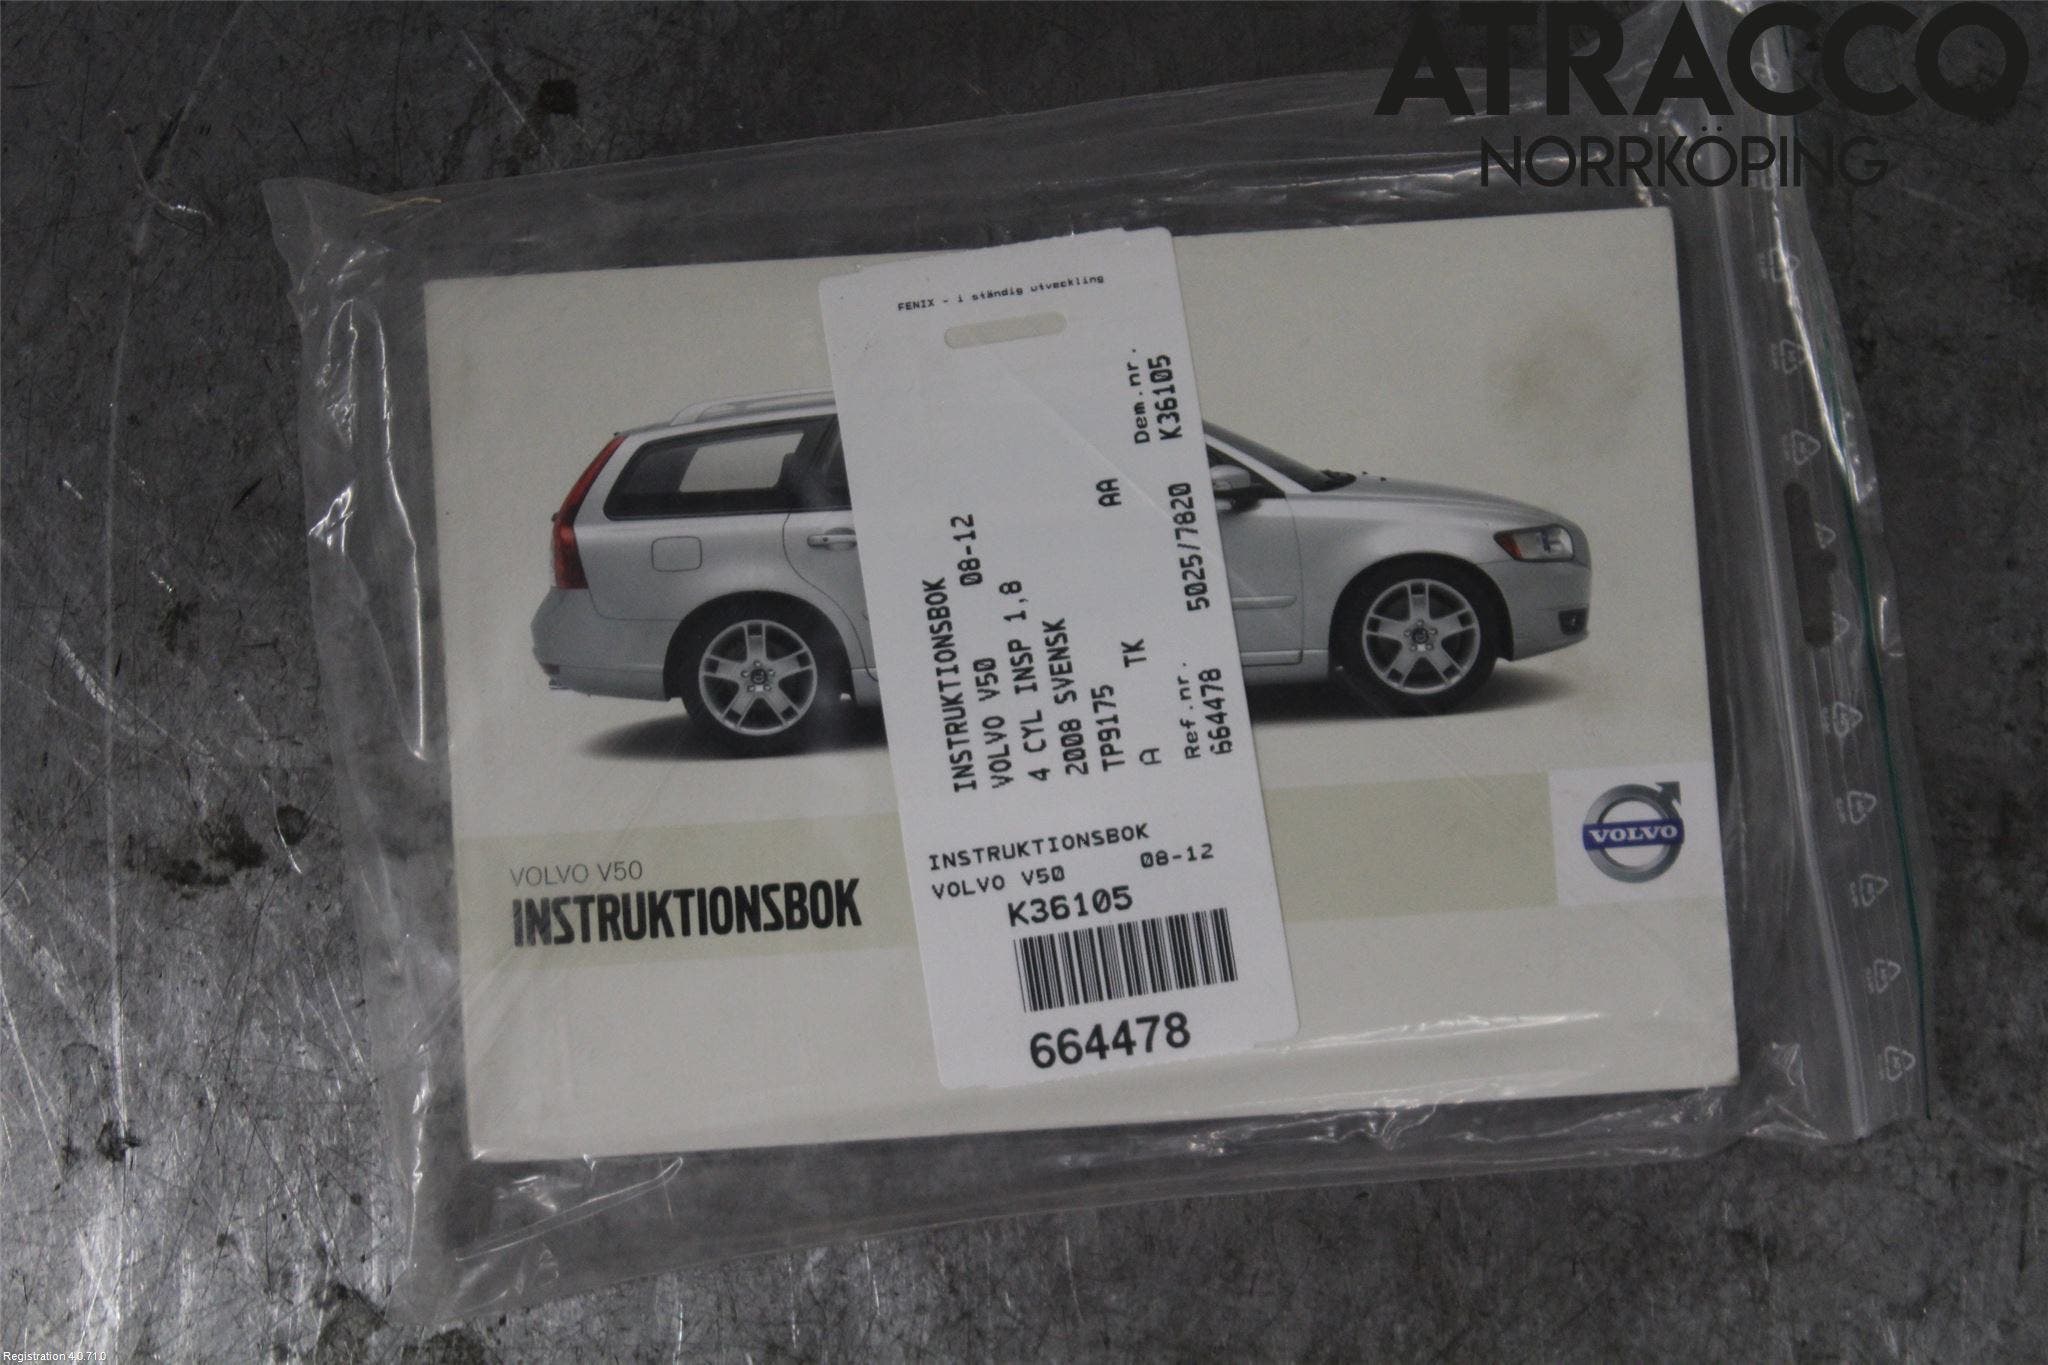 ATRACCO
NORRKÖPING
FENIX - i ständig utveckling
INSTRUKTIONSBOK
VOLVO V50 08-12
4 CYL INSP 1,8
2008 SVENSK
TP9175 AA
A TK
Dem.nr.
Ref.nr. 5025/7820 K36105
664478
INSTRUKTIONSBOK
VOLVO V50 08-12
K36105
664478
VOLVO V50
INSTRUKTIONSBOK
VOLVO
Registration 4.0.71.0